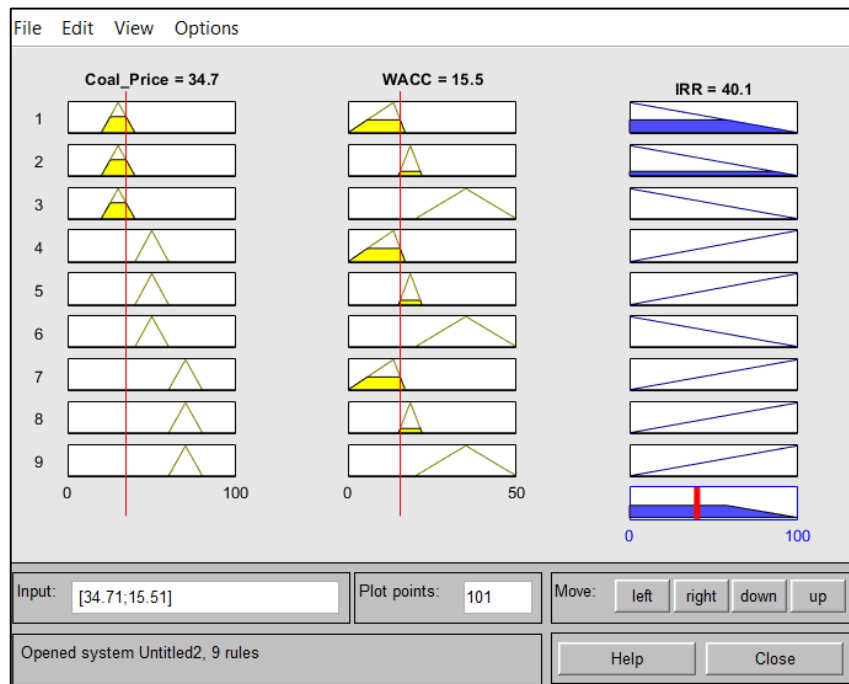 File Edit View Options
Coal_Price = 34.7 WACC = 15.5 IRR = 40.1
1
2
3
4
5
6
7
8
9
0 100 0 50
0 100
Input: [34.71;15.51] Plot points: 101 Move: left right down up
Opened system Untitled2, 9 rules Help Close